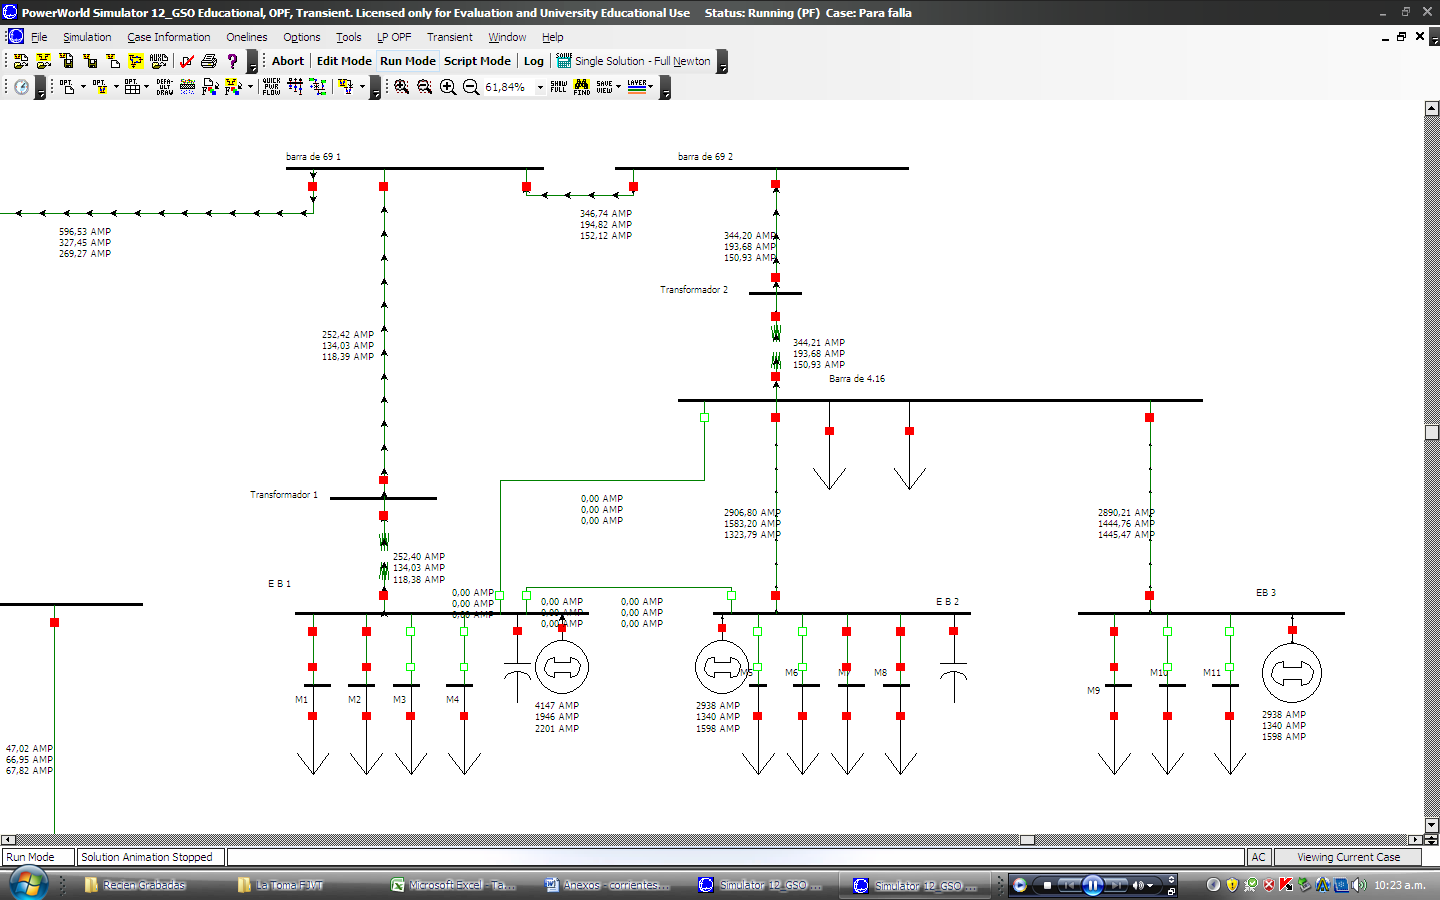 PowerWorld Simulator 12_GSO Educational, OPF, Transient. Licensed only for Evaluation and University Educational Use    Status: Running (PF)  Case: Para falla
File Simulation Case Information Onelines Options Tools LP OPF Transient Window Help
Abort Edit Mode Run Mode Script Mode Log Single Solution - Full Newton
61,84%
barra de 69 1
barra de 69 2
596,53 AMP
327,45 AMP
269,27 AMP
346,74 AMP
194,82 AMP
152,12 AMP
344,20 AMP
193,68 AMP
150,93 AMP
Transformador 2
252,42 AMP
134,03 AMP
118,39 AMP
344,21 AMP
193,68 AMP
150,93 AMP
Barra de 4.16
Transformador 1
0,00 AMP
0,00 AMP
0,00 AMP
2906,80 AMP
1583,20 AMP
1323,79 AMP
2890,21 AMP
1444,76 AMP
1445,47 AMP
252,40 AMP
134,03 AMP
118,38 AMP
E B 1
0,00 AMP
0,00 AMP
0,00 AMP
0,00 AMP
0,00 AMP
0,00 AMP
0,00 AMP
0,00 AMP
0,00 AMP
E B 2
EB 3
M1
M2
M3
M4
M5
M6
M7
M8
M9
M10
M11
4147 AMP
1946 AMP
2201 AMP
2938 AMP
1340 AMP
1598 AMP
2938 AMP
1340 AMP
1598 AMP
47,02 AMP
66,95 AMP
67,82 AMP
Run Mode
Solution Animation Stopped
AC
Viewing Current Case
Recien Grabadas
La Toma FJVT
Microsoft Excel - Ta...
Anexos - corrientes...
Simulator 12_GSO ...
Simulator 12_GSO ...
10:23 a.m.